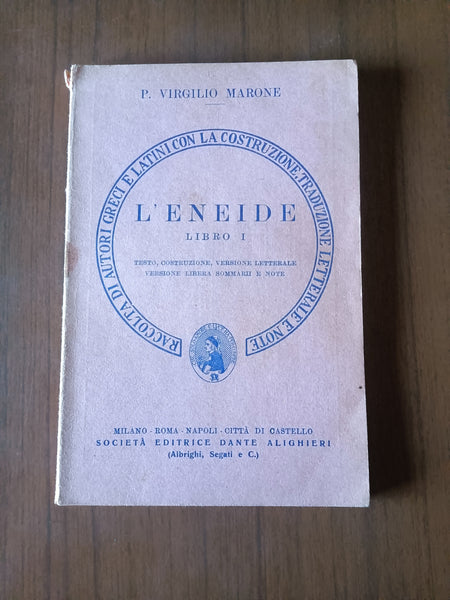 P. VIRGILIO MARONE
RACCOLTA DI AUTORI GRECI E LATINI CON LA COSTRUZIONE, TRADUZIONE LETTERALE E NOTE
L'ENEIDE
LIBRO I
TESTO, COSTRUZIONE, VERSIONE LETTERALE
VERSIONE LIBERA SOMMARII E NOTE
MILANO - ROMA - NAPOLI - CITTÀ DI CASTELLO
SOCIETÀ EDITRICE DANTE ALIGHIERI
(Albrighi, Segati e C.)